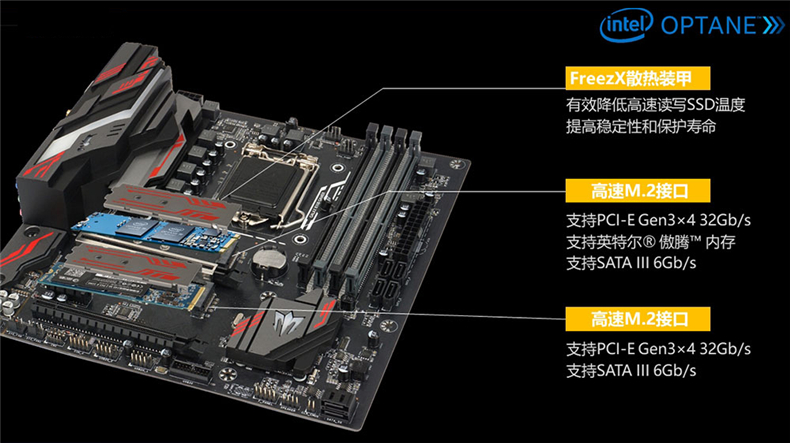 intel OPTANE™
FreezX散热装甲
有效降低高速读写SSD温度
提高稳定性和保护寿命
高速M.2接口
支持PCI-E Gen3×4 32Gb/s
支持英特尔® 傲腾™ 内存
支持SATA III 6Gb/s
高速M.2接口
支持PCI-E Gen3×4 32Gb/s
支持SATA III 6Gb/s